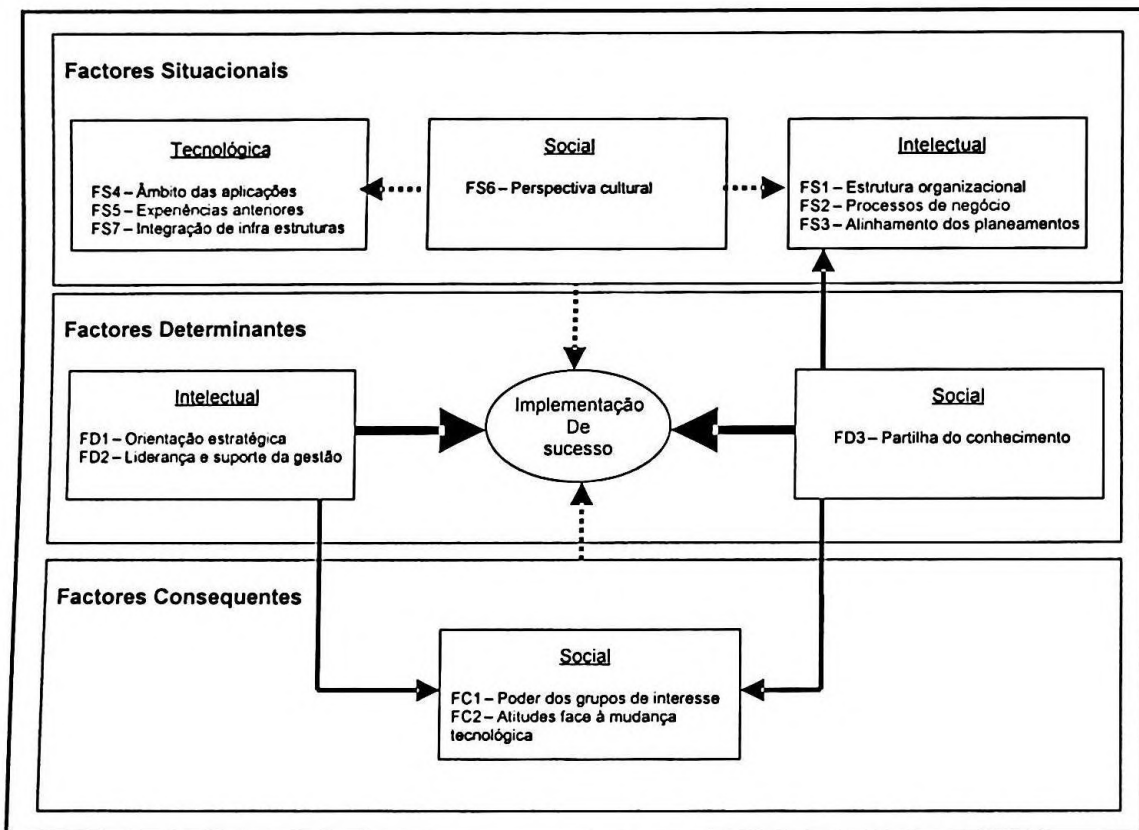 Factores Situacionais
Tecnológica
FS4 – Âmbito das aplicações
FS5 – Experiências anteriores
FS7 – Integração de infra estruturas
Social
FS6 – Perspectiva cultural
Intelectual
FS1 – Estrutura organizacional
FS2 – Processos de negócio
FS3 – Alinhamento dos planeamentos
Factores Determinantes
Intelectual
FD1 – Orientação estratégica
FD2 – Liderança e suporte da gestão
Implementação
De
sucesso
Social
FD3 – Partilha do conhecimento
Factores Consequentes
Social
FC1 – Poder dos grupos de interesse
FC2 – Atitudes face à mudança
tecnológica